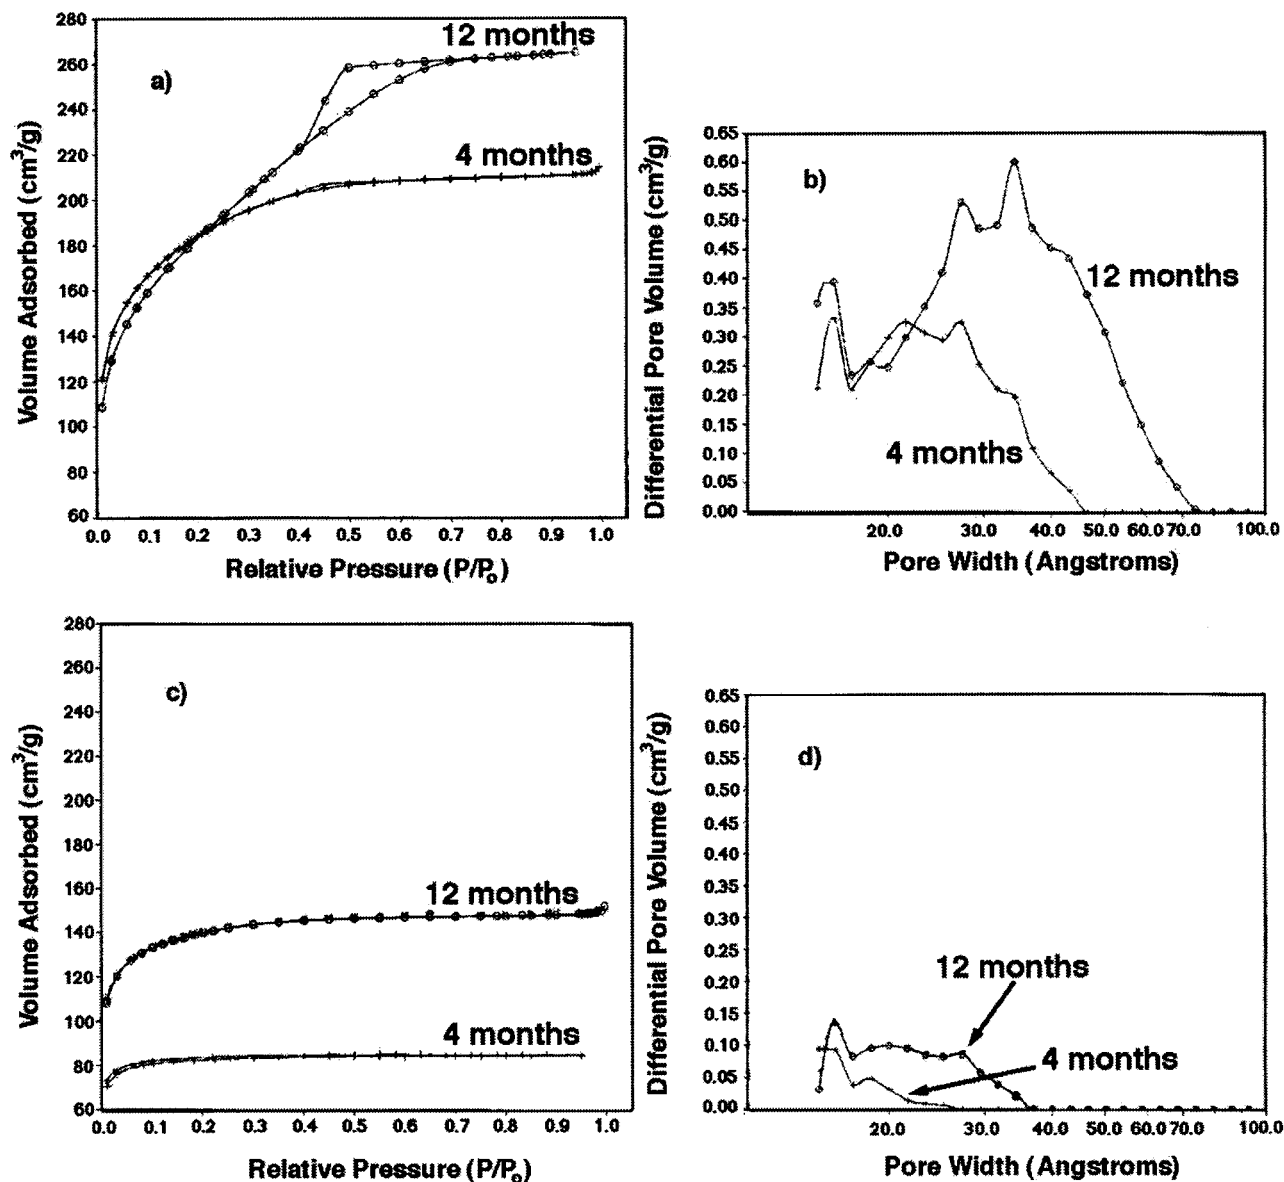 280
260
240
220
200
180
160
140
120
100
80
60
Volume Adsorbed (cm³/g)
a)
12 months
4 months
0.0 0.1 0.2 0.3 0.4 0.5 0.6 0.7 0.8 0.9 1.0
Relative Pressure (P/Pₒ)
0.65
0.60
0.55
0.50
0.45
0.40
0.35
0.30
0.25
0.20
0.15
0.10
0.05
0.00
Differential Pore Volume (cm³/g)
b)
12 months
4 months
20.0 30.0 40.0 50.0 60.0 70.0 100.0
Pore Width (Angstroms)
280
260
240
220
200
180
160
140
120
100
80
60
Volume Adsorbed (cm³/g)
c)
12 months
4 months
0.0 0.1 0.2 0.3 0.4 0.5 0.6 0.7 0.8 0.9 1.0
Relative Pressure (P/Pₒ)
0.65
0.60
0.55
0.50
0.45
0.40
0.35
0.30
0.25
0.20
0.15
0.10
0.05
0.00
Differential Pore Volume (cm³/g)
d)
12 months
4 months
20.0 30.0 40.0 50.0 60.0 70.0 100.0
Pore Width (Angstroms)